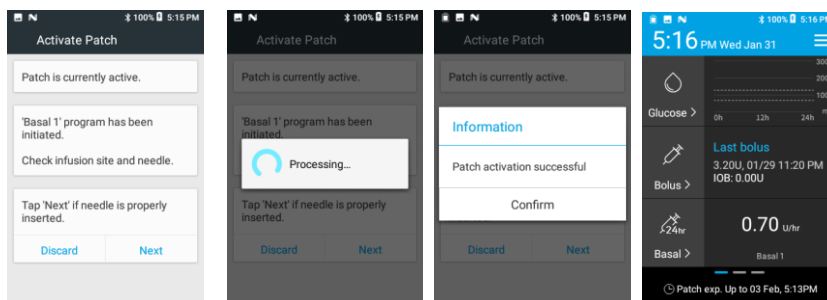 100% 5:15 PM
Activate Patch
Patch is currently active.
'Basal 1' program has been
initiated.
Check infusion site and needle.
Tap 'Next' if needle is properly
inserted.
Discard Next
100% 5:15 PM
Activate Patch
Patch is currently active.
'Basal 1' program has been
initiated.
Processing...
Tap 'Next' if needle is properly
inserted.
Discard Next
100% 5:15 PM
Activate Patch
Patch is currently active.
Information
Patch activation successful
Confirm
Discard Next
100% 5:16 PM
5:16 PM Wed Jan 31
300
200
100
Glucose >
0h 12h 24h
Last bolus
3.20U, 01/29 11:20 PM
IOB: 0.00U
Bolus >
24hr
0.70 U/hr
Basal >
Basal 1
Patch exp. Up to 03 Feb, 5:13PM